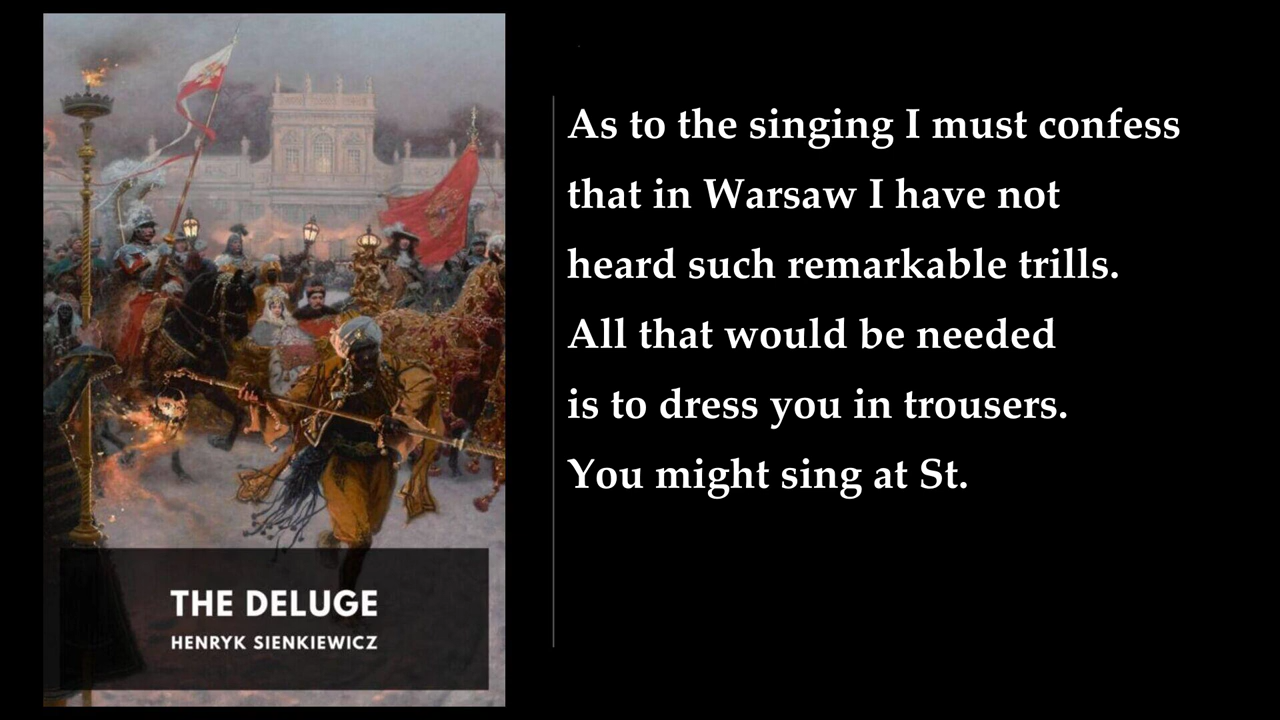 THE DELUGE
HENRYK SIENKIEWICZ
As to the singing I must confess
that in Warsaw I have not
heard such remarkable trills.
All that would be needed
is to dress you in trousers.
You might sing at St.